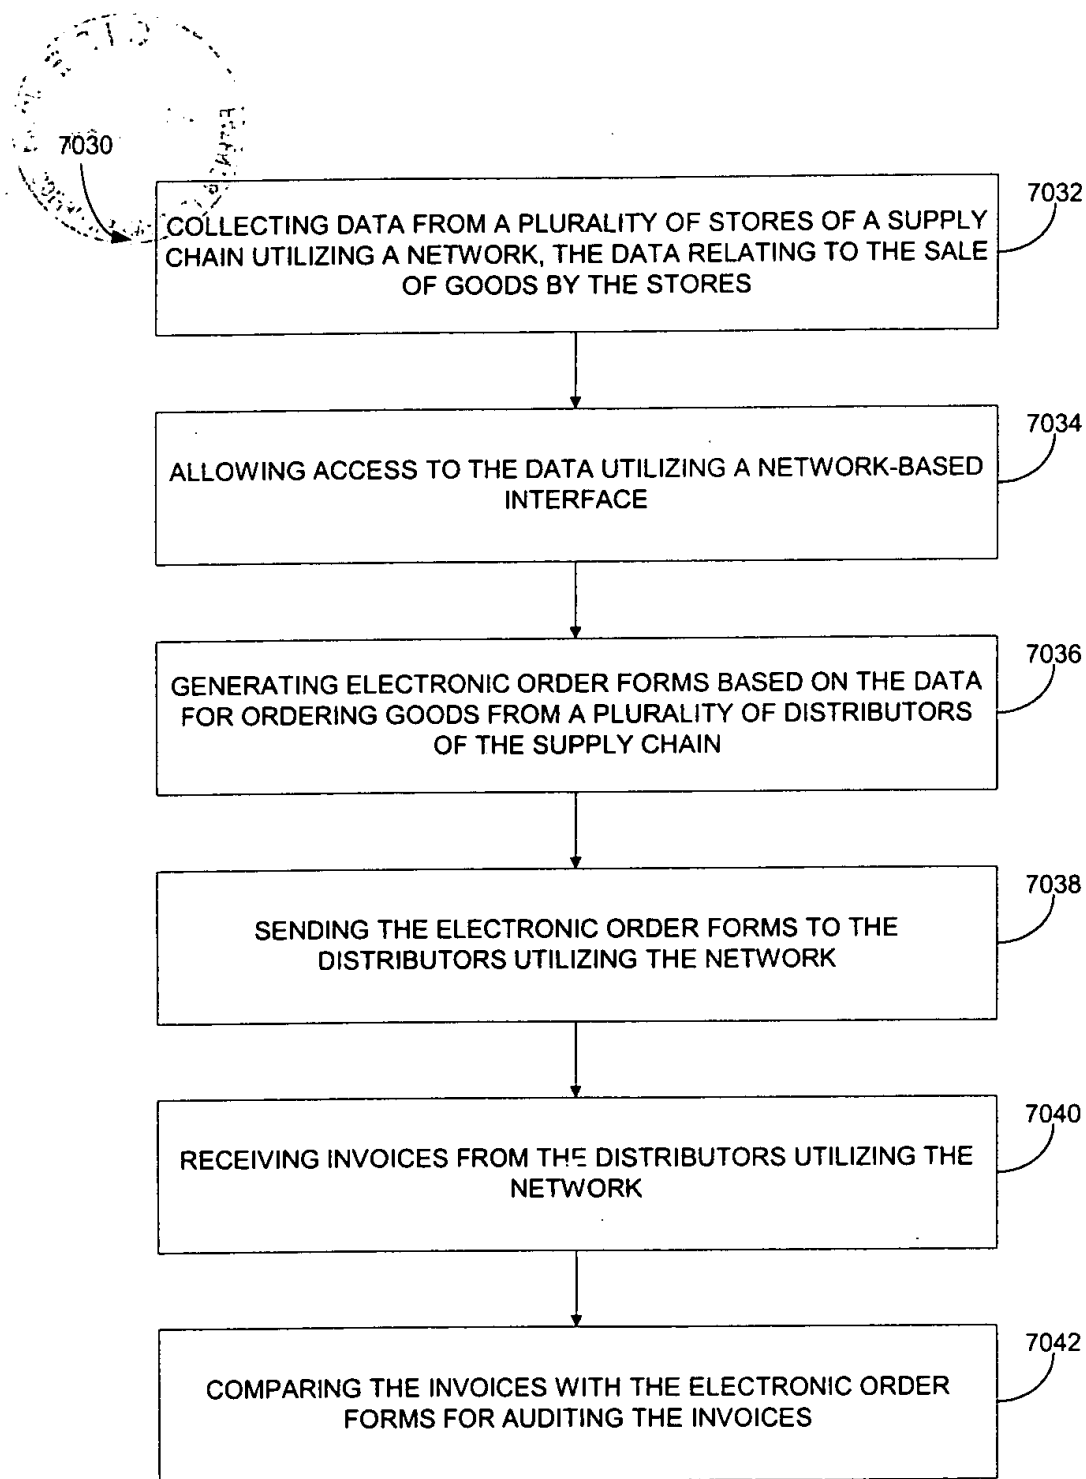 7030
7032
COLLECTING DATA FROM A PLURALITY OF STORES OF A SUPPLY
CHAIN UTILIZING A NETWORK, THE DATA RELATING TO THE SALE
OF GOODS BY THE STORES
7034
ALLOWING ACCESS TO THE DATA UTILIZING A NETWORK-BASED
INTERFACE
7036
GENERATING ELECTRONIC ORDER FORMS BASED ON THE DATA
FOR ORDERING GOODS FROM A PLURALITY OF DISTRIBUTORS
OF THE SUPPLY CHAIN
7038
SENDING THE ELECTRONIC ORDER FORMS TO THE
DISTRIBUTORS UTILIZING THE NETWORK
7040
RECEIVING INVOICES FROM THE DISTRIBUTORS UTILIZING THE
NETWORK
7042
COMPARING THE INVOICES WITH THE ELECTRONIC ORDER
FORMS FOR AUDITING THE INVOICES